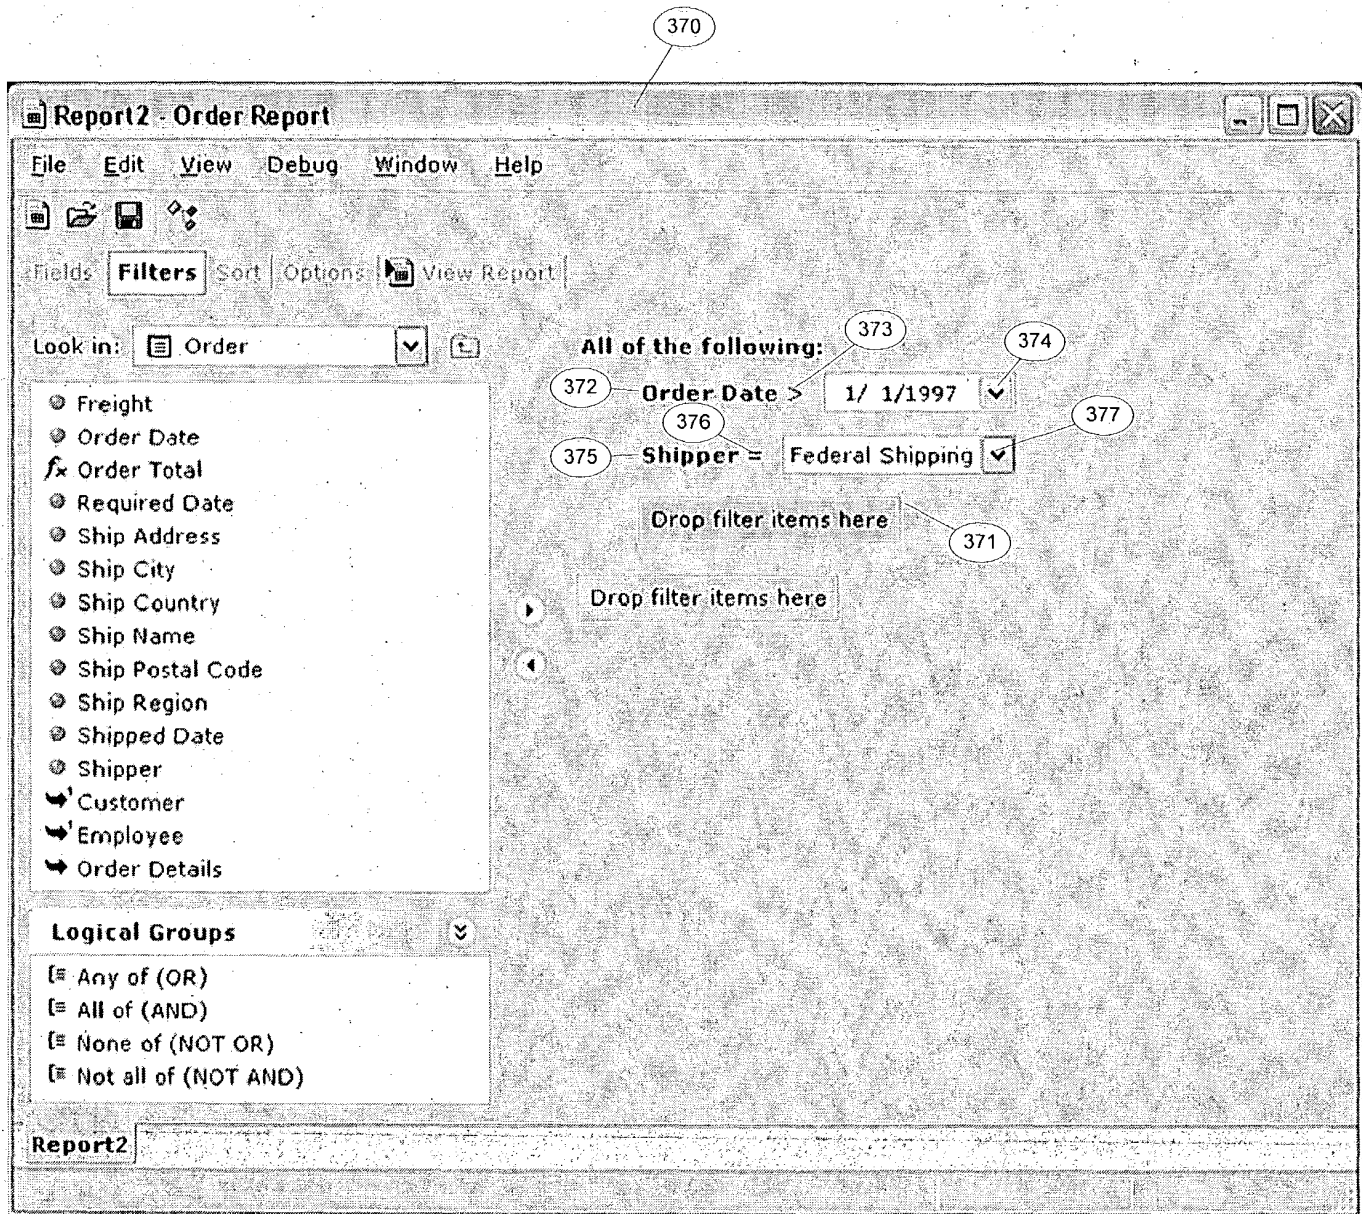 370
Report2 - Order Report
File Edit View Debug Window Help
Fields Filters Sort Options View Report
Look in: Order
Freight
Order Date
fx Order Total
Required Date
Ship Address
Ship City
Ship Country
Ship Name
Ship Postal Code
Ship Region
Shipped Date
Shipper
Customer
Employee
Order Details
Logical Groups
Any of (OR)
All of (AND)
None of (NOT OR)
Not all of (NOT AND)
Report2
All of the following:
373
374
372 Order Date > 1/ 1/1997
376
377
375 Shipper = Federal Shipping
Drop filter items here
371
Drop filter items here